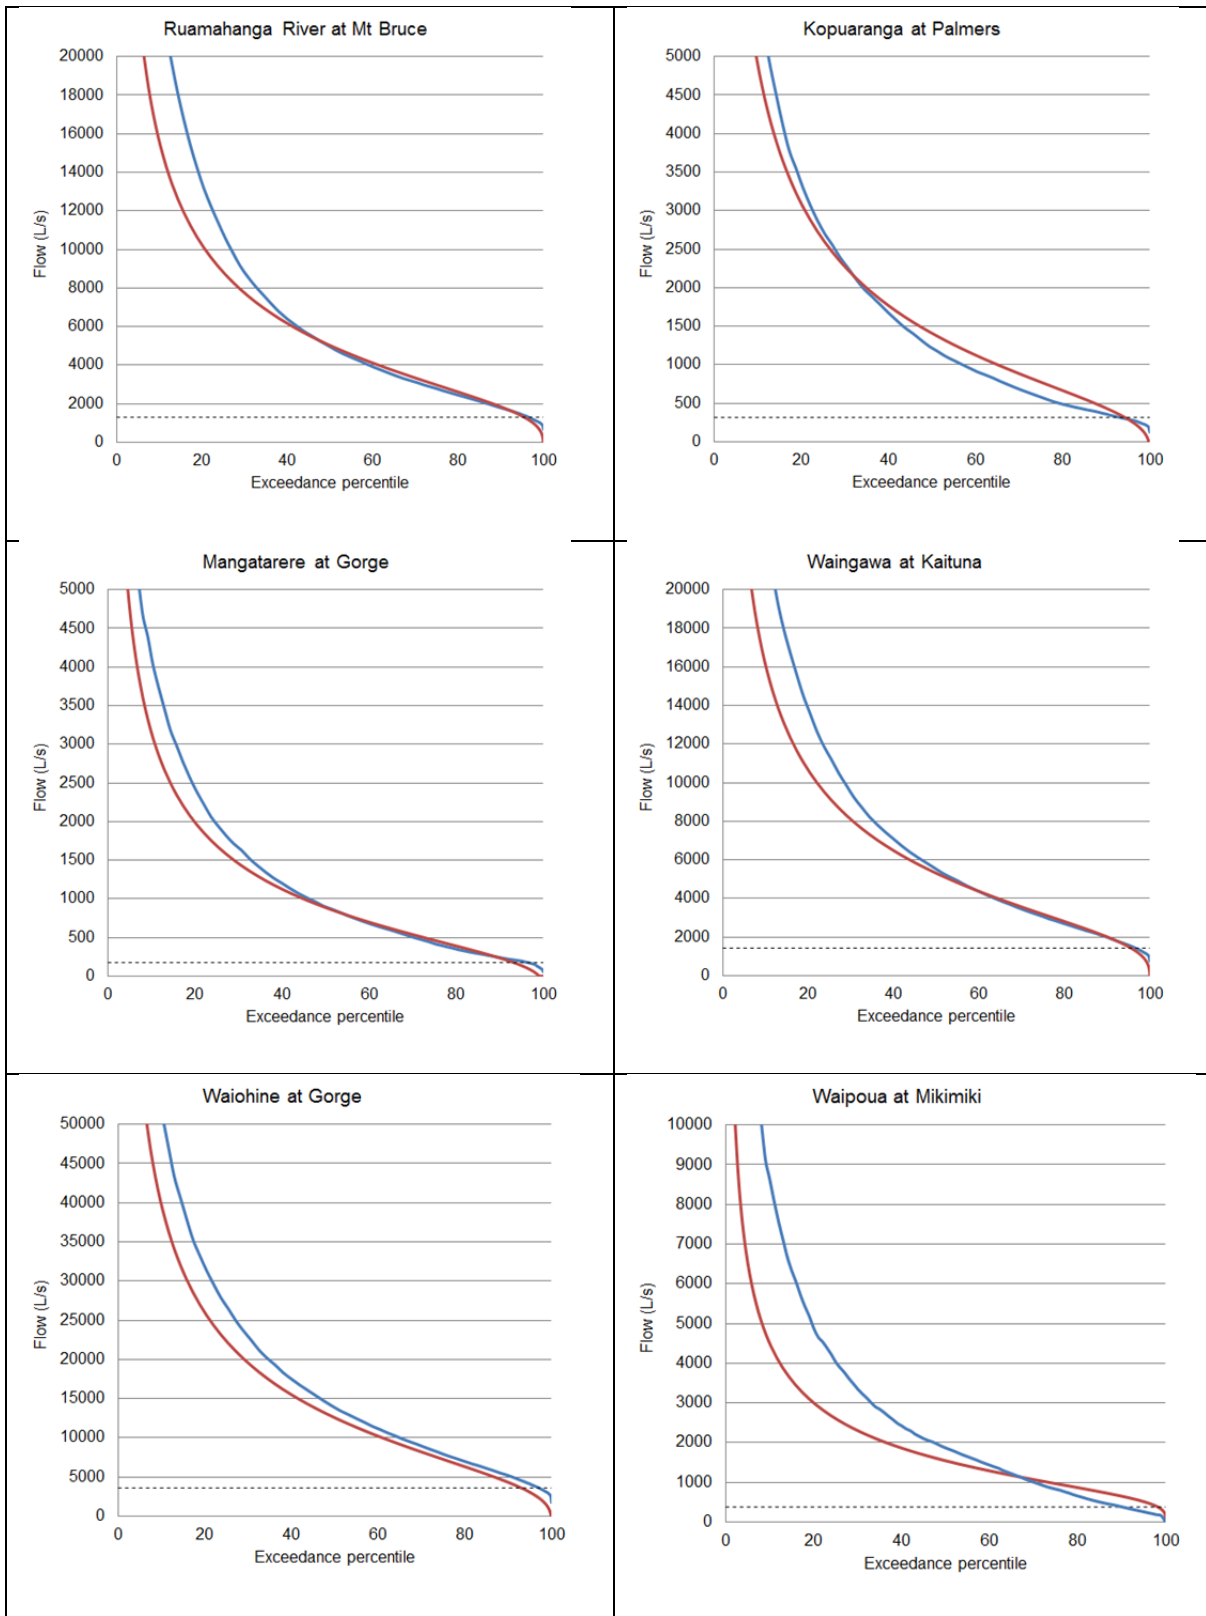 Ruamahanga River at Mt Bruce
20000
18000
16000
14000
12000
10000
8000
6000
4000
2000
0
Flow (L/s)
0 20 40 60 80 100
Exceedance percentile
Kopuaranga at Palmers
5000
4500
4000
3500
3000
2500
2000
1500
1000
500
0
Flow (L/s)
0 20 40 60 80 100
Exceedance percentile
Mangatarere at Gorge
5000
4500
4000
3500
3000
2500
2000
1500
1000
500
0
Flow (L/s)
0 20 40 60 80 100
Exceedance percentile
Waingawa at Kaituna
20000
18000
16000
14000
12000
10000
8000
6000
4000
2000
0
Flow (L/s)
0 20 40 60 80 100
Exceedance percentile
Waiohine at Gorge
50000
45000
40000
35000
30000
25000
20000
15000
10000
5000
0
Flow (L/s)
0 20 40 60 80 100
Exceedance percentile
Waipoua at Mikimiki
10000
9000
8000
7000
6000
5000
4000
3000
2000
1000
0
Flow (L/s)
0 20 40 60 80 100
Exceedance percentile